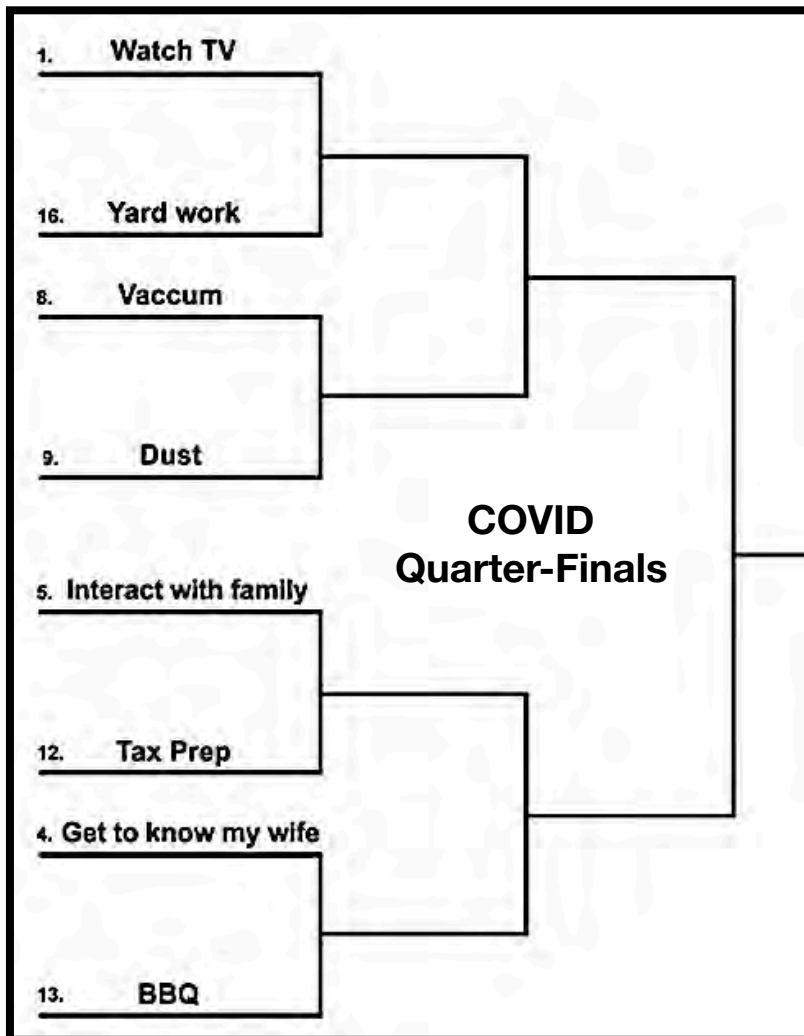 1. Watch TV
16. Yard work
8. Vaccum
9. Dust
COVID
Quarter-Finals
5. Interact with family
12. Tax Prep
4. Get to know my wife
13. BBQ